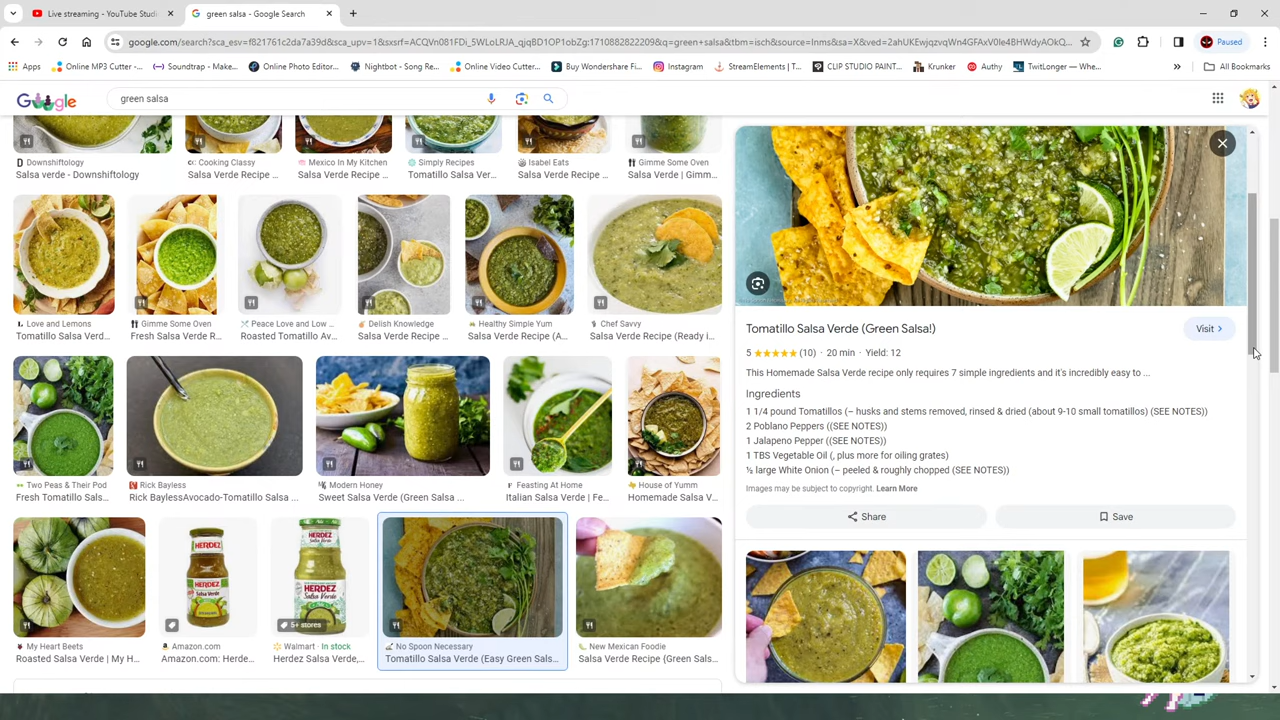 Live streaming - YouTube Studi
green salsa - Google Search
google.com/search?sca_esv=f821761c2da7a39d&sca_upv=1&sxsrf=ACQVn081FDi_5WLoLRJA_qjqBD1OP1obZg:1710882822209&q=green+salsa&tbm=isch&source=lnms&sa=X&ved=2ahUKEwjqzvqWn4GFAxV0le4BHWdyAOkQ...
Paused
Apps
Online MP3 Cutter -...
Soundtrap - Make...
Online Photo Editor...
Nightbot - Song Re...
Online Video Cutter...
Buy Wondershare Fi...
Instagram
StreamElements | T...
CLIP STUDIO PAINT...
Krunker
Authy
TwitLonger — Whe...
All Bookmarks
Google
green salsa
Downshiftology
Salsa verde - Downshiftology
Cooking Classy
Salsa Verde Recipe ...
Mexico In My Kitchen
Salsa Verde Recipe ...
Simply Recipes
Tomatillo Salsa Ver...
Isabel Eats
Salsa Verde Recipe ...
Gimme Some Oven
Salsa Verde | Gimm...
Love and Lemons
Tomatillo Salsa Verd...
Gimme Some Oven
Fresh Salsa Verde R...
Peace Love and Low ...
Roasted Tomatillo Av...
Delish Knowledge
Salsa Verde Recipe ...
Healthy Simple Yum
Salsa Verde Recipe (A...
Chef Savvy
Salsa Verde Recipe (Ready i...
Two Peas & Their Pod
Fresh Tomatillo Sals...
Rick Bayless
Rick BaylessAvocado-Tomatillo Salsa ...
Modern Honey
Sweet Salsa Verde (Green Salsa ...
Feasting At Home
Italian Salsa Verde | Fe...
House of Yumm
Homemade Salsa V...
HERDEZ
HERDEZ
Salsa Verde
5+ stores
My Heart Beets
Roasted Salsa Verde | My H...
Amazon.com
Amazon.com: Herde...
Walmart · In stock
Herdez Salsa Verde,...
No Spoon Necessary
Tomatillo Salsa Verde (Easy Green Sals...
New Mexican Foodie
Salsa Verde Recipe {Green Salsa...
Tomatillo Salsa Verde (Green Salsa!)
Visit
5 ★★★★★ (10) · 20 min · Yield: 12
This Homemade Salsa Verde recipe only requires 7 simple ingredients and it's incredibly easy to ...
Ingredients
1 1/4 pound Tomatillos (– husks and stems removed, rinsed & dried (about 9-10 small tomatillos) (SEE NOTES))
2 Poblano Peppers ((SEE NOTES))
1 Jalapeno Pepper ((SEE NOTES))
1 TBS Vegetable Oil (, plus more for oiling grates)
½ large White Onion (– peeled & roughly chopped (SEE NOTES))
Images may be subject to copyright. Learn More
Share
Save